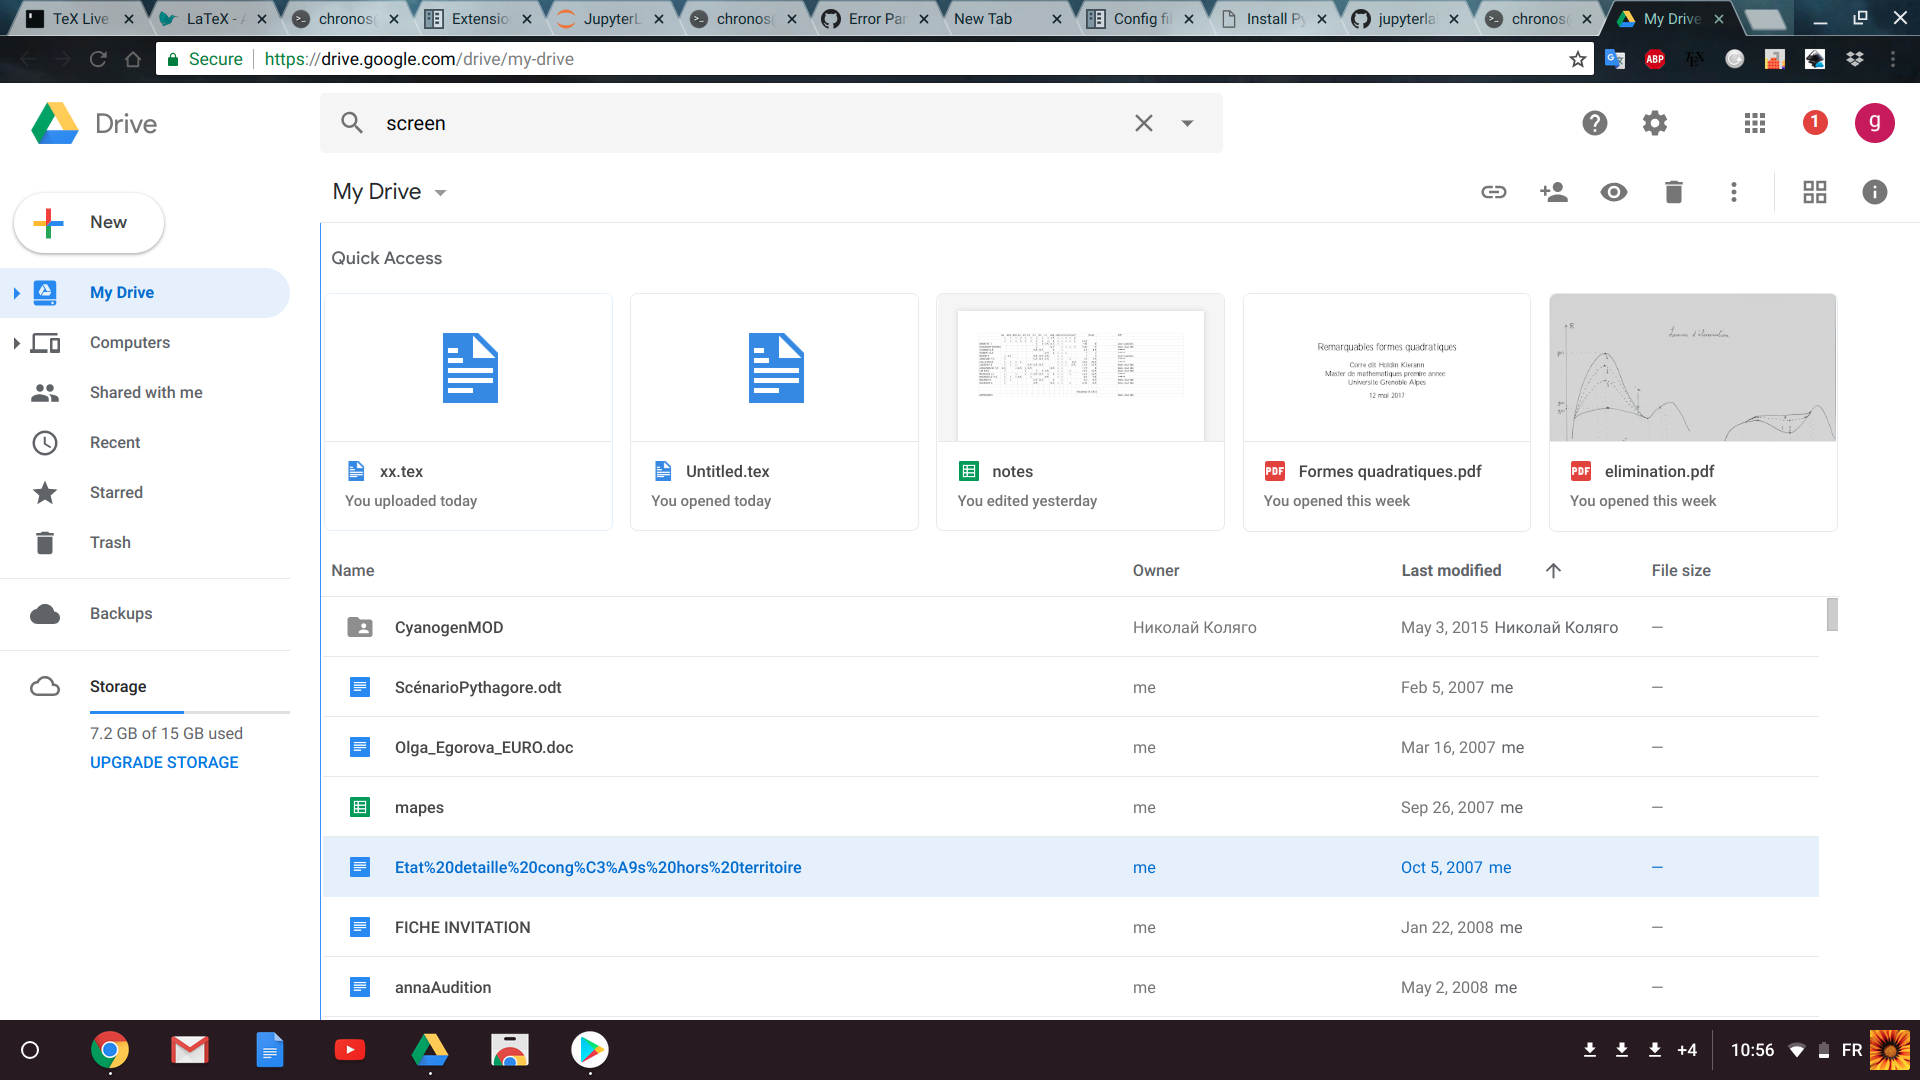 TeX Live
LaTeX - A
chronos@
Extensio
JupyterL
chronos@
Error Par
New Tab
Config fil
Install Py
jupyterla
chronos@
My Drive
Secure
https://drive.google.com/drive/my-drive
ABP
Drive
screen
1
g
My Drive
New
Quick Access
My Drive
Computers
Shared with me
Recent
Starred
Trash
Backups
Storage
7.2 GB of 15 GB used
UPGRADE STORAGE
Remarquables formes quadratiques
Corre dit Holdin Kierann
Master de mathematiques premire annee
Universite Grenoble Alpes
12 mai 2017
xx.tex
You uploaded today
Untitled.tex
You opened today
notes
You edited yesterday
PDF Formes quadratiques.pdf
You opened this week
PDF elimination.pdf
You opened this week
Name Owner Last modified File size
CyanogenMOD Николай Коляго May 3, 2015 Николай Коляго —
ScénarioPythagore.odt me Feb 5, 2007 me —
Olga_Egorova_EURO.doc me Mar 16, 2007 me —
mapes me Sep 26, 2007 me —
Etat%20detaille%20cong%C3%A9s%20hors%20territoire me Oct 5, 2007 me —
FICHE INVITATION me Jan 22, 2008 me —
annaAudition me May 2, 2008 me —
+4 10:56 FR